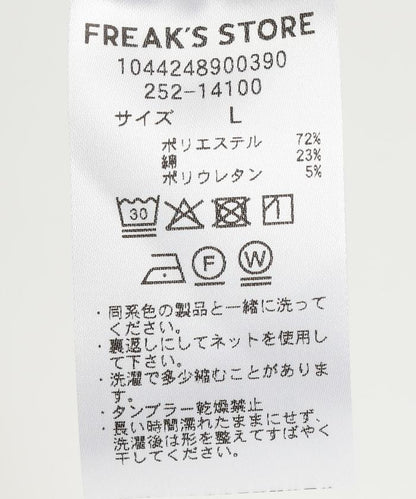 FREAK'S STORE
1044248900390
252-14100
サイズ L
ポリエステル 72%
綿 23%
ポリウレタン 5%
30
F W
・同系色の製品と一緒に洗って
ください。
・裏返しにしてネットを使用し
て下さい。
・洗濯で多少縮むことがありま
す。
・タンブラー乾燥禁止
・長い時間濡れたままにせず、
洗濯後は形を整えてすばやく
干してください。